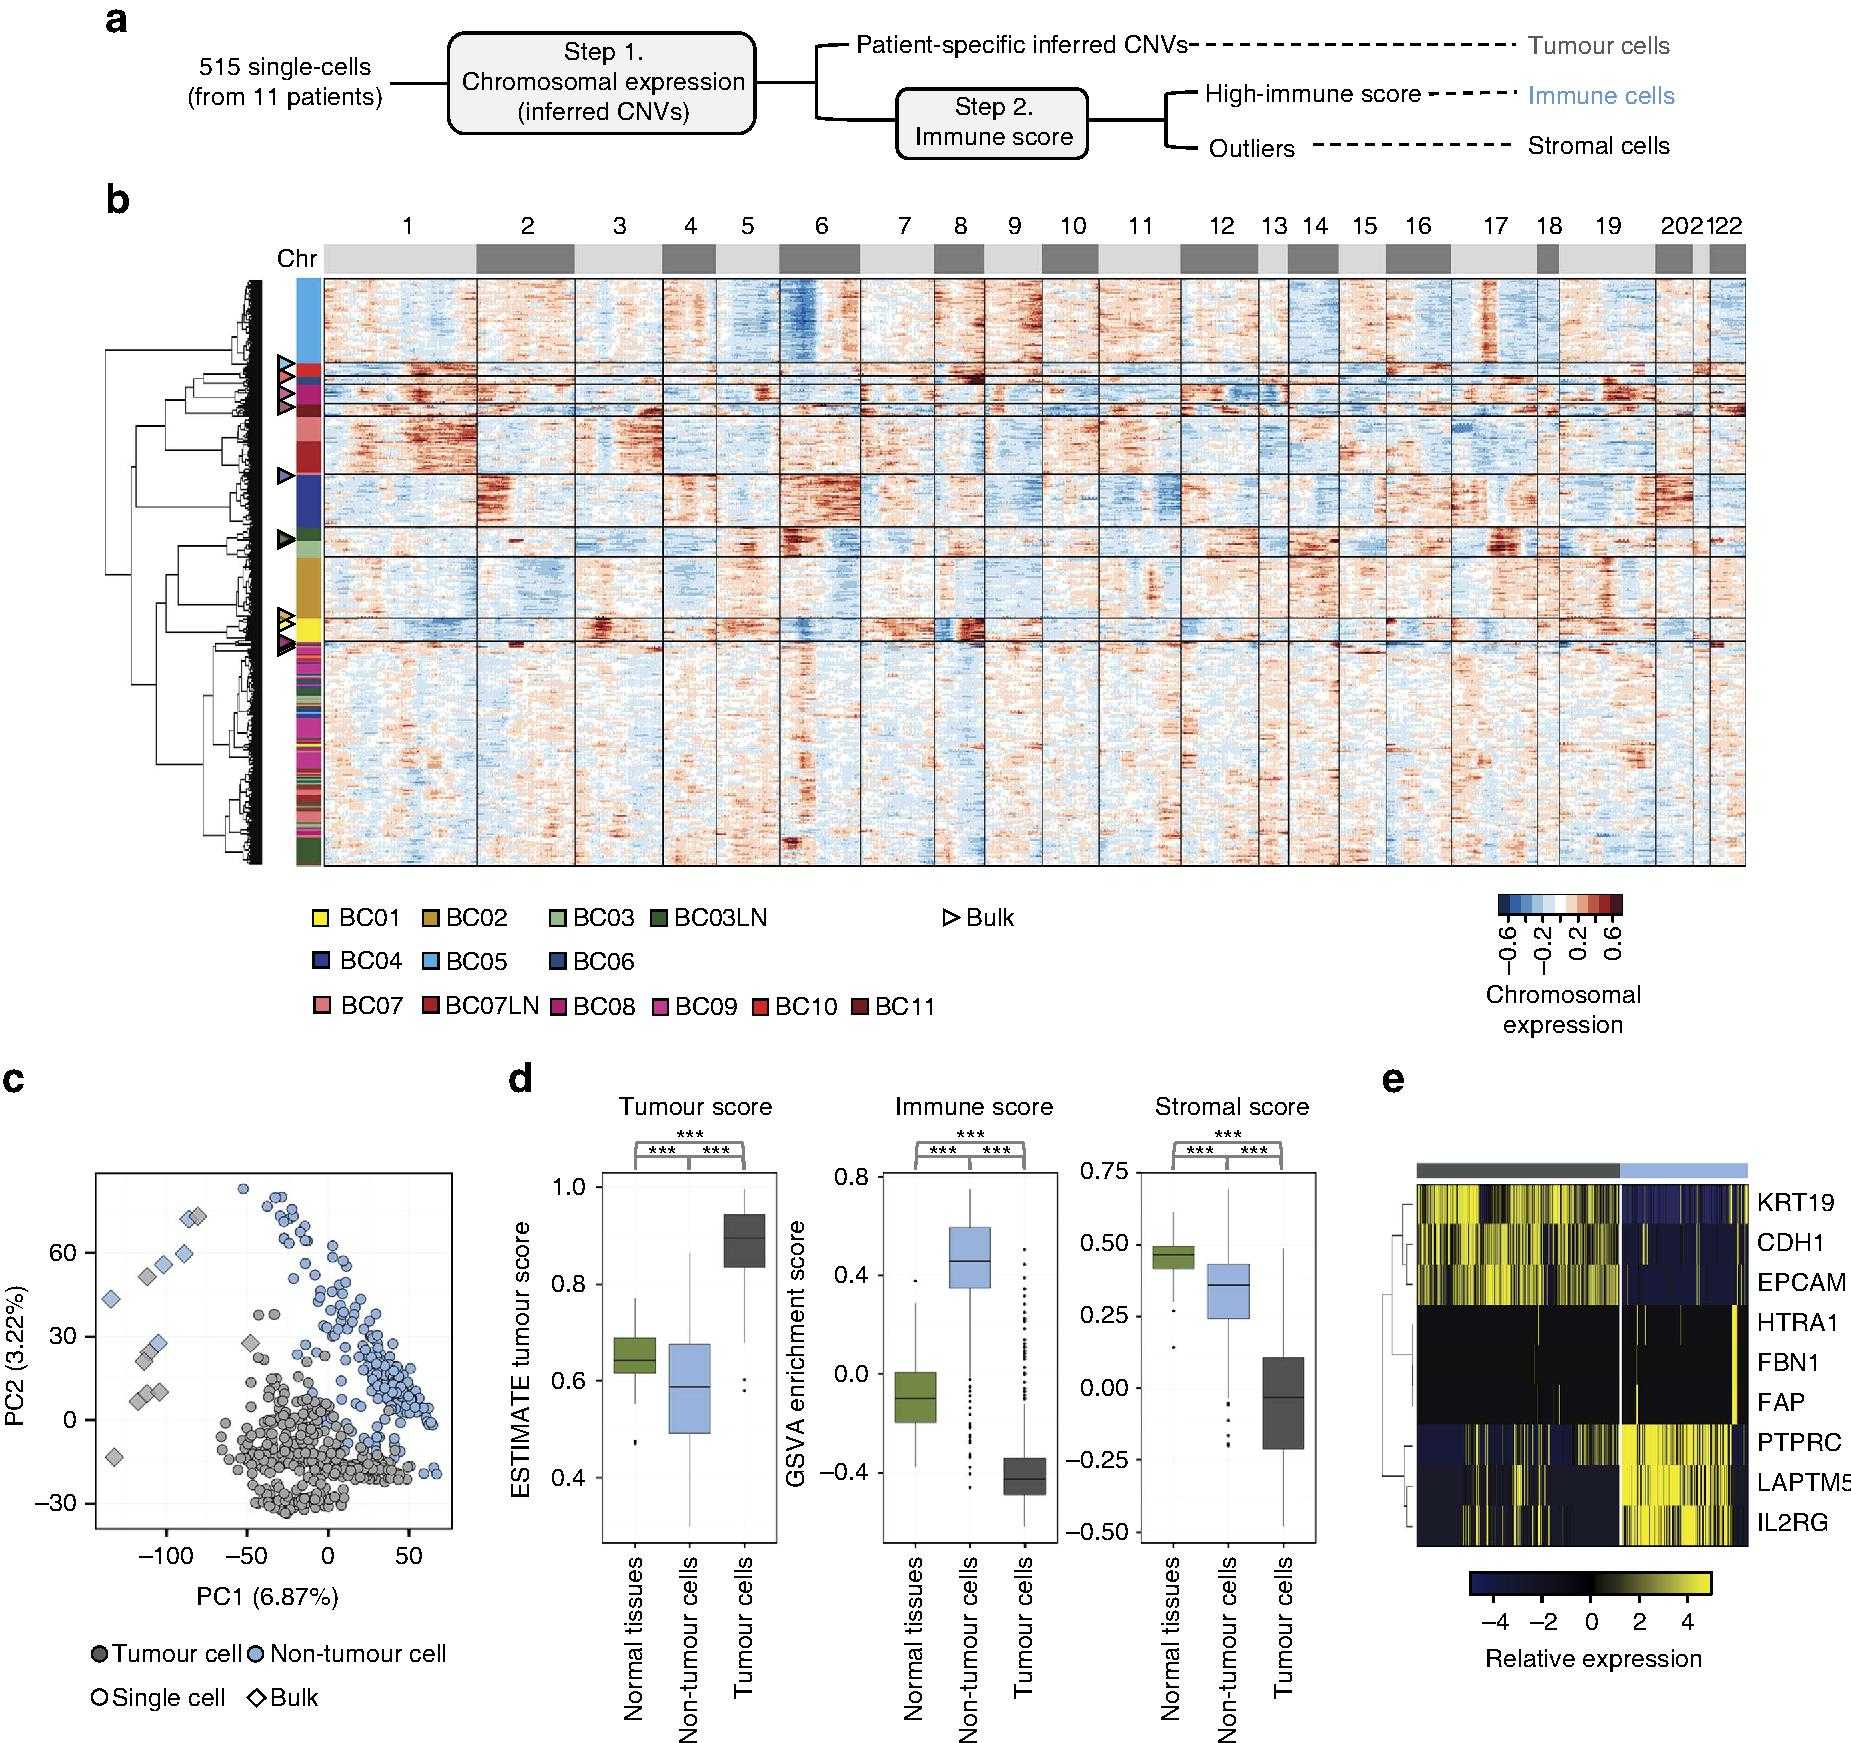 a
515 single-cells
(from 11 patients)
Step 1.
Chromosomal expression
(inferred CNVs)
Patient-specific inferred CNVs
Tumour cells
Step 2.
Immune score
High-immune score
Immune cells
Outliers
Stromal cells
b
Chr 1 2 3 4 5 6 7 8 9 10 11 12 13 14 15 16 17 18 19 202122
BC01 BC02 BC03 BC03LN Bulk
BC04 BC05 BC06
BC07 BC07LN BC08 BC09 BC10 BC11
−0.6 −0.2 0.2 0.6
Chromosomal
expression
c
PC2 (3.22%)
60
30
0
−30
−100 −50 0 50
PC1 (6.87%)
Tumour cell Non-tumour cell
Single cell Bulk
d
Tumour score
***
*** ***
ESTIMATE tumour score
1.0
0.8
0.6
0.4
Normal tissues
Non-tumour cells
Tumour cells
Immune score
***
*** ***
GSVA enrichment score
0.8
0.4
0.0
−0.4
Normal tissues
Non-tumour cells
Tumour cells
Stromal score
***
*** ***
0.75
0.50
0.25
0.00
−0.25
−0.50
Normal tissues
Non-tumour cells
Tumour cells
e
KRT19
CDH1
EPCAM
HTRA1
FBN1
FAP
PTPRC
LAPTM5
IL2RG
−4 −2 0 2 4
Relative expression